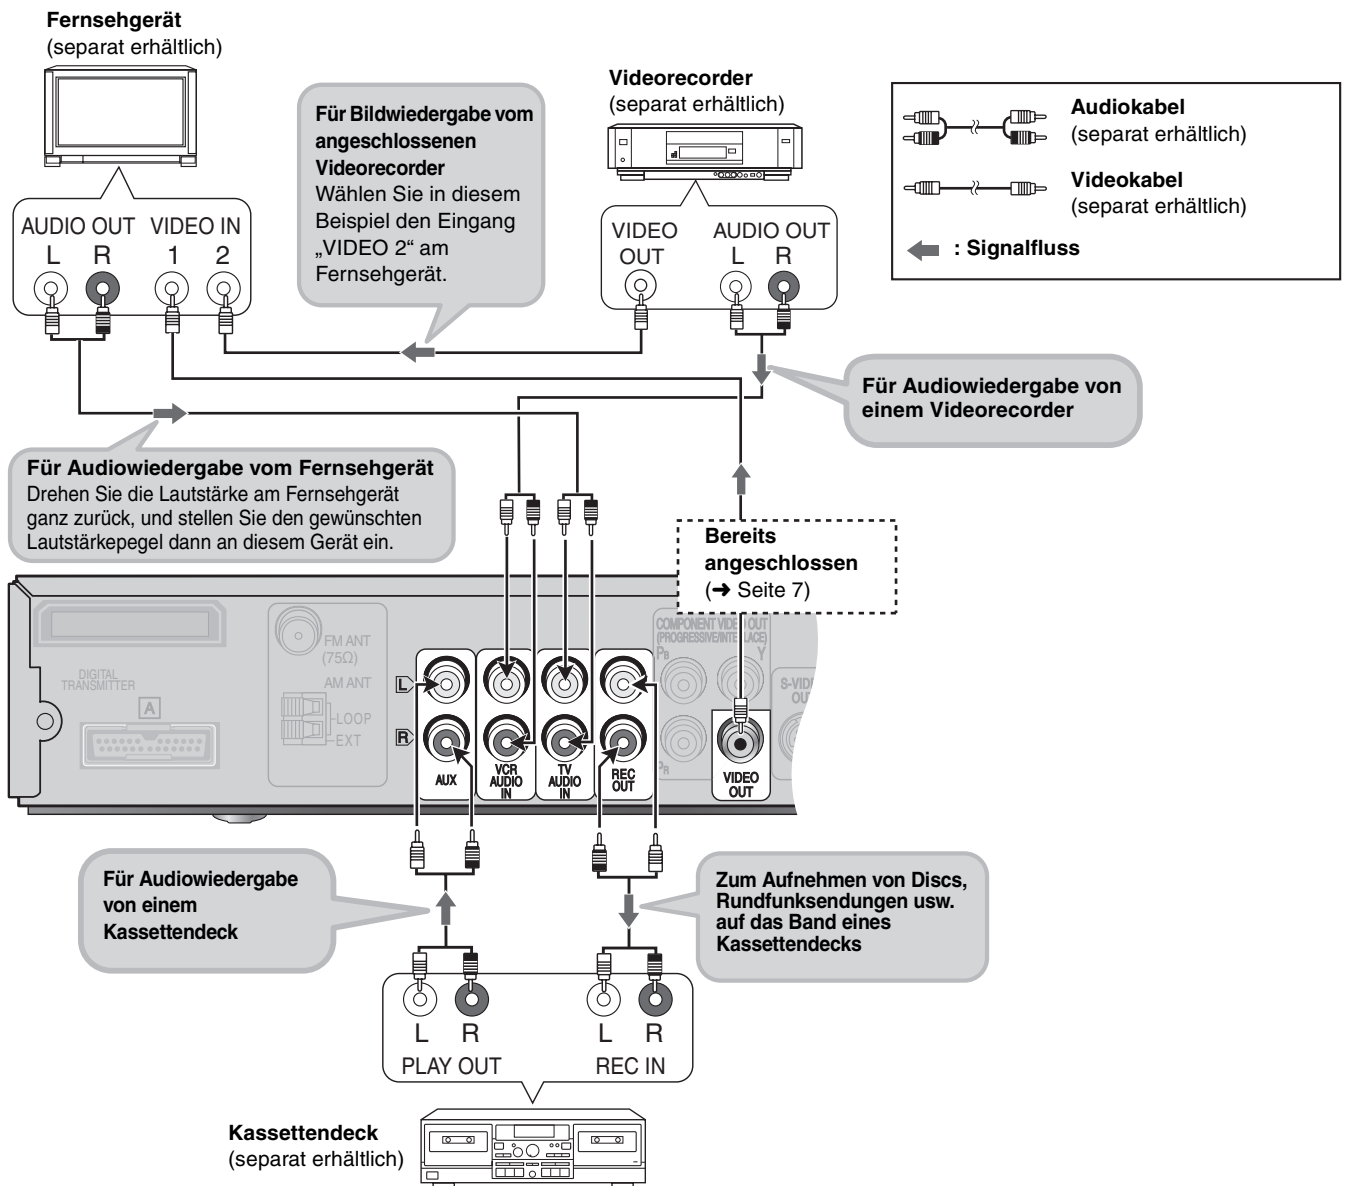 Fernsehgerät
(separat erhältlich)
AUDIO OUT VIDEO IN
L R 1 2
Für Bildwiedergabe vom
angeschlossenen
Videorecorder
Wählen Sie in diesem
Beispiel den Eingang
„VIDEO 2“ am
Fernsehgerät.
Videorecorder
(separat erhältlich)
VIDEO
OUT
AUDIO OUT
L R
Audiokabel
(separat erhältlich)
Videokabel
(separat erhältlich)
: Signalfluss
Für Audiowiedergabe von
einem Videorecorder
Für Audiowiedergabe vom Fernsehgerät
Drehen Sie die Lautstärke am Fernsehgerät
ganz zurück, und stellen Sie den gewünschten
Lautstärkepegel dann an diesem Gerät ein.
Bereits
angeschlossen
(➜ Seite 7)
DIGITAL
TRANSMITTER
A
FM ANT
(75Ω)
AM ANT
LOOP
EXT
L
R
AUX
VCR
AUDIO
IN
TV
AUDIO
IN
REC
OUT
COMPONENT VIDEO OUT
(PROGRESSIVE/INTERLACE)
PB Y
PR
VIDEO
OUT
S-VID
OU
Für Audiowiedergabe
von einem
Kassettendeck
Zum Aufnehmen von Discs,
Rundfunksendungen usw.
auf das Band eines
Kassettendecks
L R L R
PLAY OUT REC IN
Kassettendeck
(separat erhältlich)